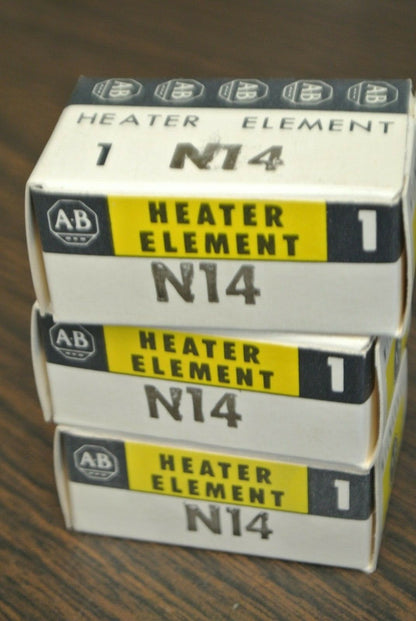 AB AB AB AB AB
HEATER ELEMENT
1 N14
A-B HEATER ELEMENT 1
N14
AB HEATER ELEMENT 1
N14
AB HEATER ELEMENT 1
N14